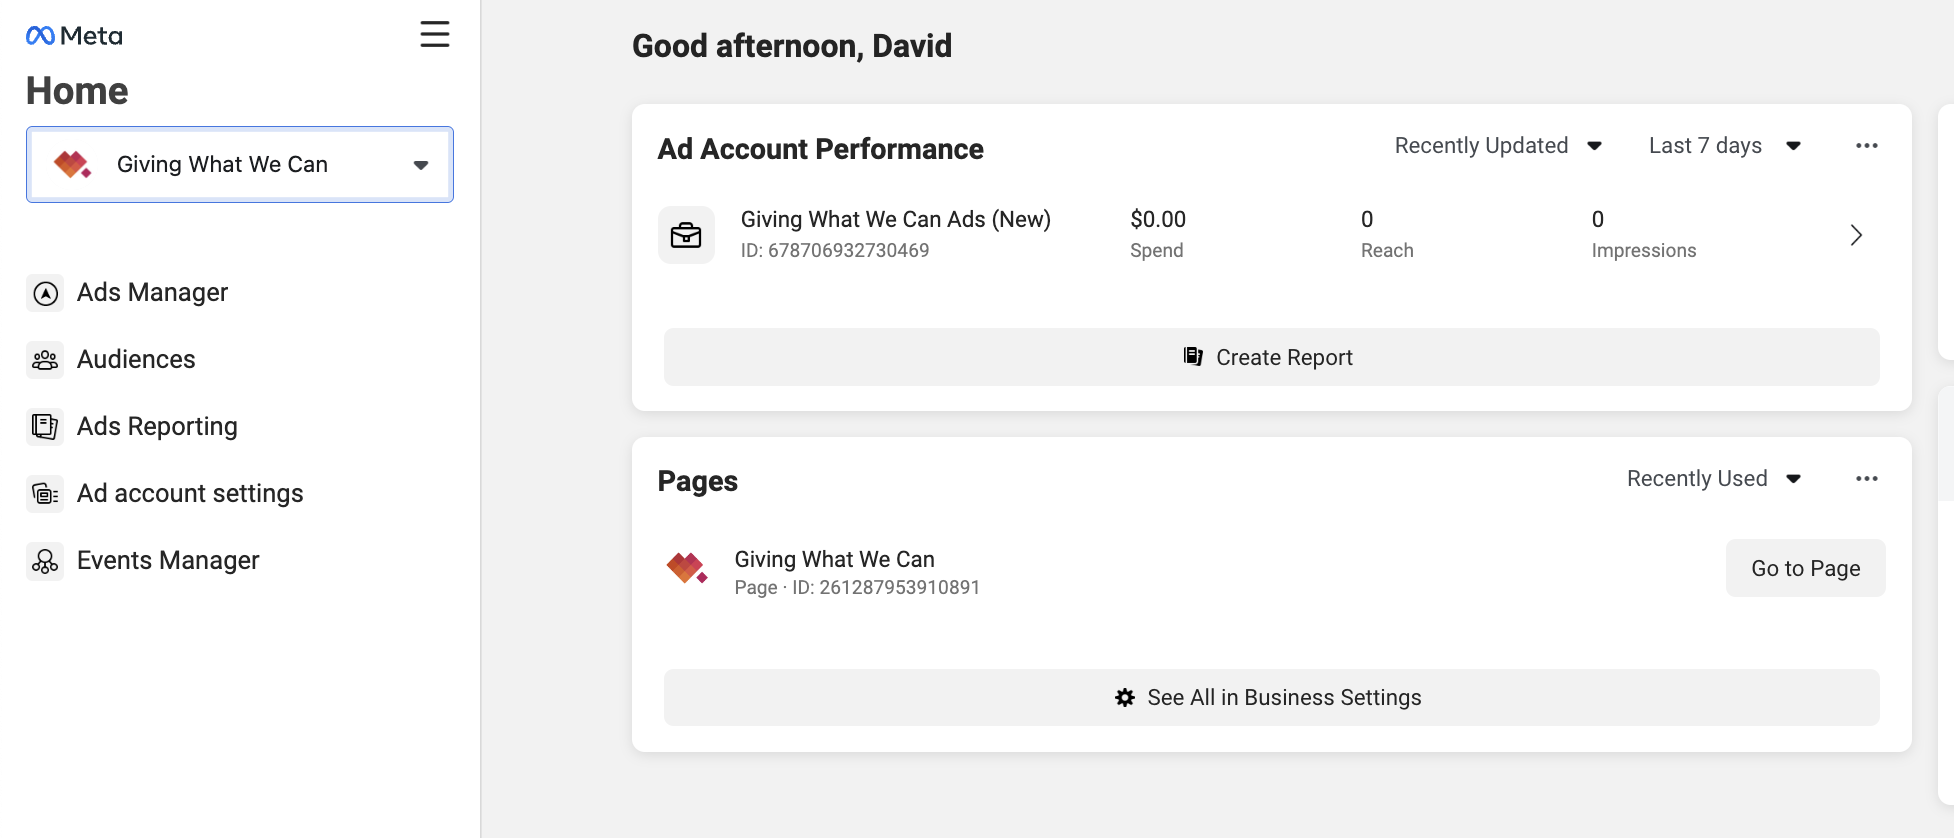 Meta
Home
Giving What We Can
Ads Manager
Audiences
Ads Reporting
Ad account settings
Events Manager
Good afternoon, David
Ad Account Performance
Recently Updated
Last 7 days
Giving What We Can Ads (New)
ID: 678706932730469
$0.00
Spend
0
Reach
0
Impressions
Create Report
Pages
Recently Used
Giving What We Can
Page · ID: 261287953910891
Go to Page
See All in Business Settings